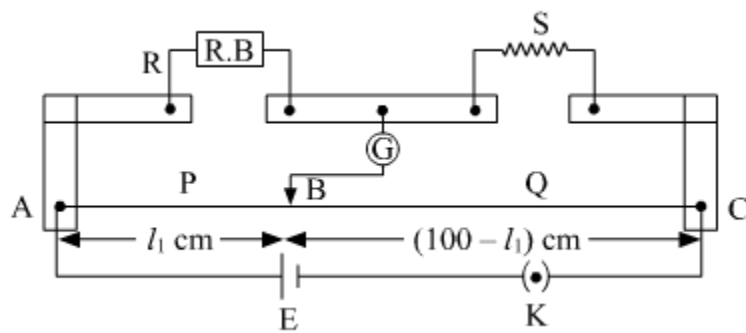 S
R R.B
G
P B Q
A C
l₁ cm (100 – l₁) cm
E K